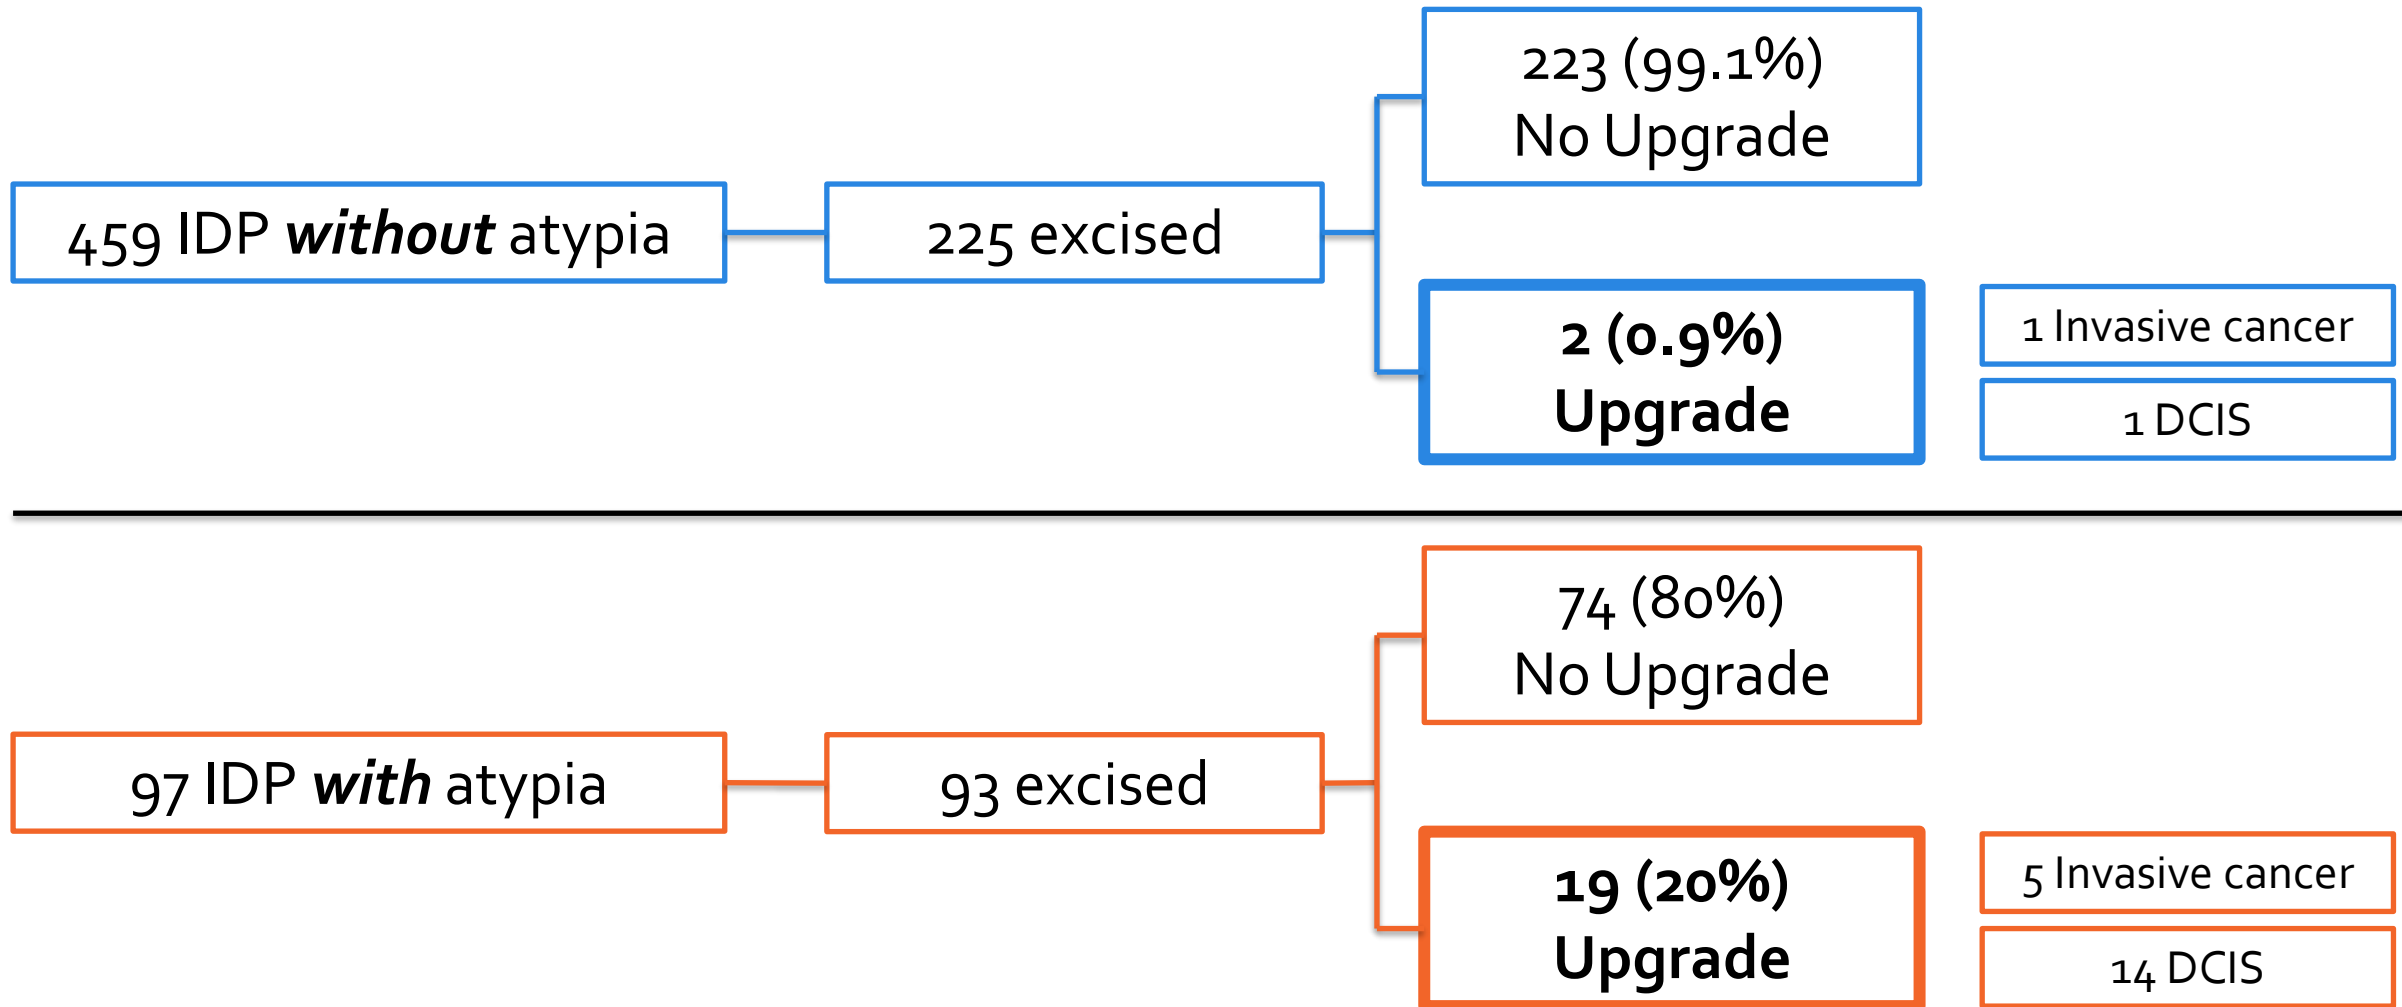 223 (99.1%)
No Upgrade
459 IDP without atypia
225 excised
2 (0.9%)
Upgrade
1 Invasive cancer
1 DCIS
74 (80%)
No Upgrade
97 IDP with atypia
93 excised
19 (20%)
Upgrade
5 Invasive cancer
14 DCIS